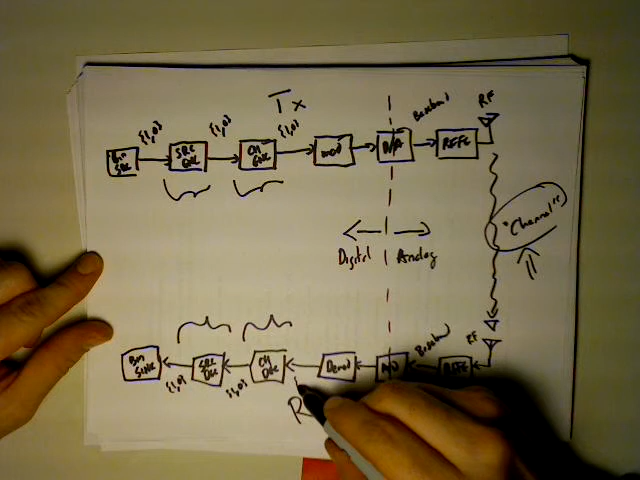 Tx
{1,0} {1,0} {1,0} Baseband RF
Bin SRC
SRC ENC
CH ENC
MOD
D/A
RFFE
"Channel"
Digital Analog
RF
Baseband
Bin SINK
SRC DEC
CH DEC
Demod
A/D
RFFE
{1,0} {1,0}
R